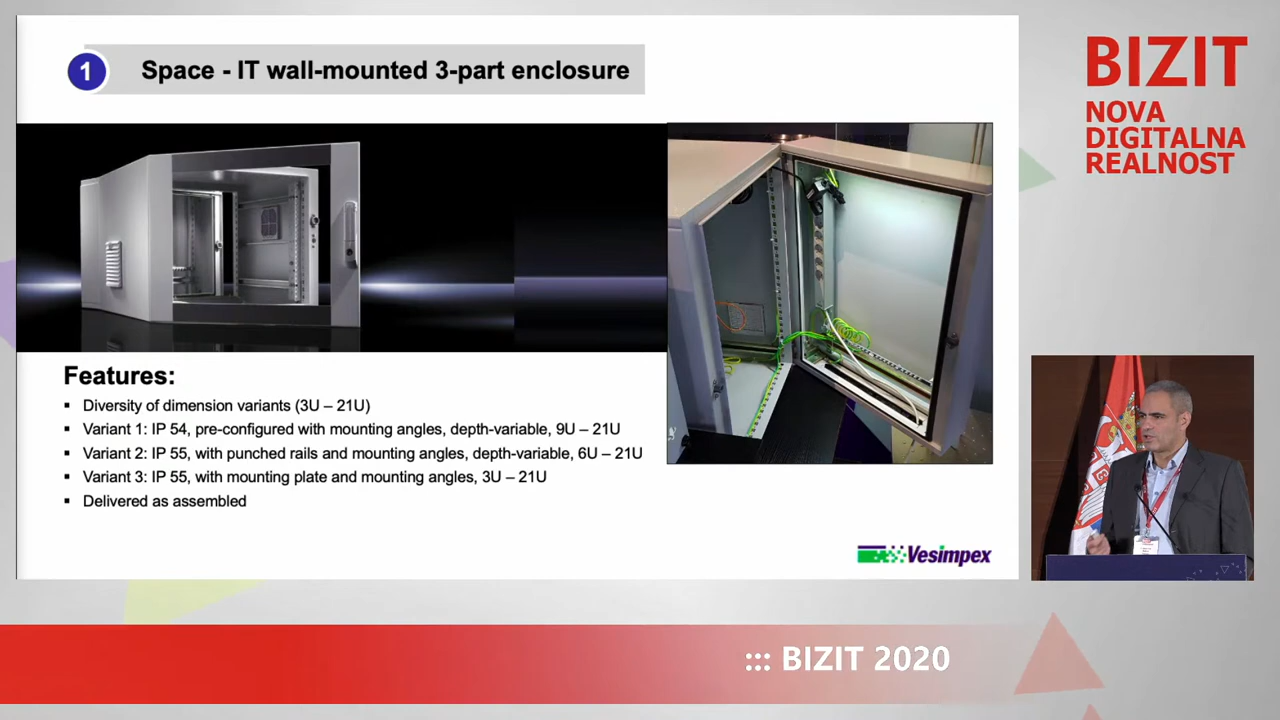 1
Space - IT wall-mounted 3-part enclosure
Features:
▪ Diversity of dimension variants (3U – 21U)
▪ Variant 1: IP 54, pre-configured with mounting angles, depth-variable, 9U – 21U
▪ Variant 2: IP 55, with punched rails and mounting angles, depth-variable, 6U – 21U
▪ Variant 3: IP 55, with mounting plate and mounting angles, 3U – 21U
▪ Delivered as assembled
Vesimpex
BIZIT
NOVA
DIGITALNA
REALNOST
::: BIZIT 2020